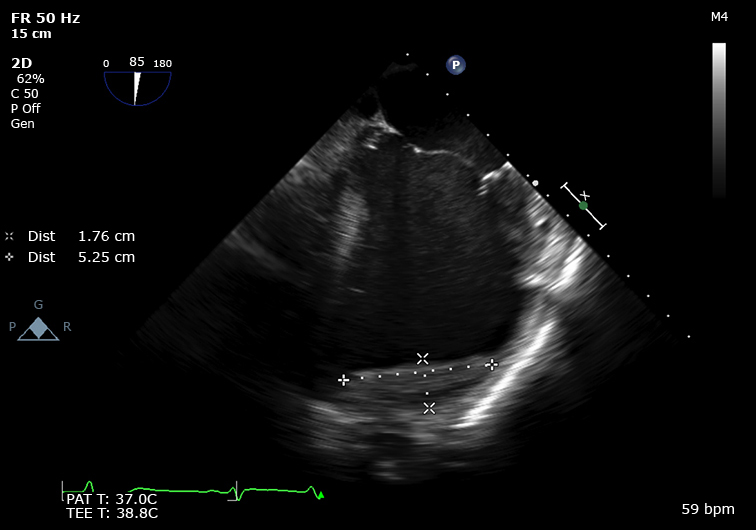 FR 50 Hz
15 cm
M4
2D
62%
C 50
P Off
Gen
0 85 180
P
x
Dist 1.76 cm
Dist 5.25 cm
G
P R
PAT T: 37.0C
TEE T: 38.8C
59 bpm